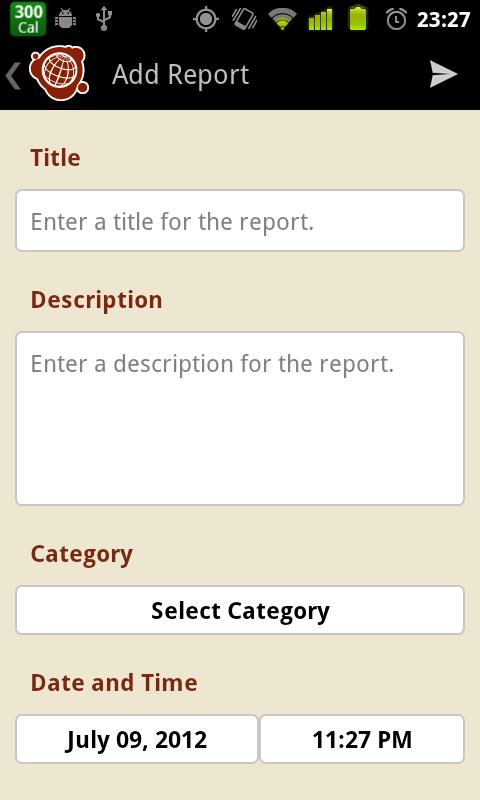 300
Cal
23:27
Add Report
Title
Enter a title for the report.
Description
Enter a description for the report.
Category
Select Category
Date and Time
July 09, 2012
11:27 PM